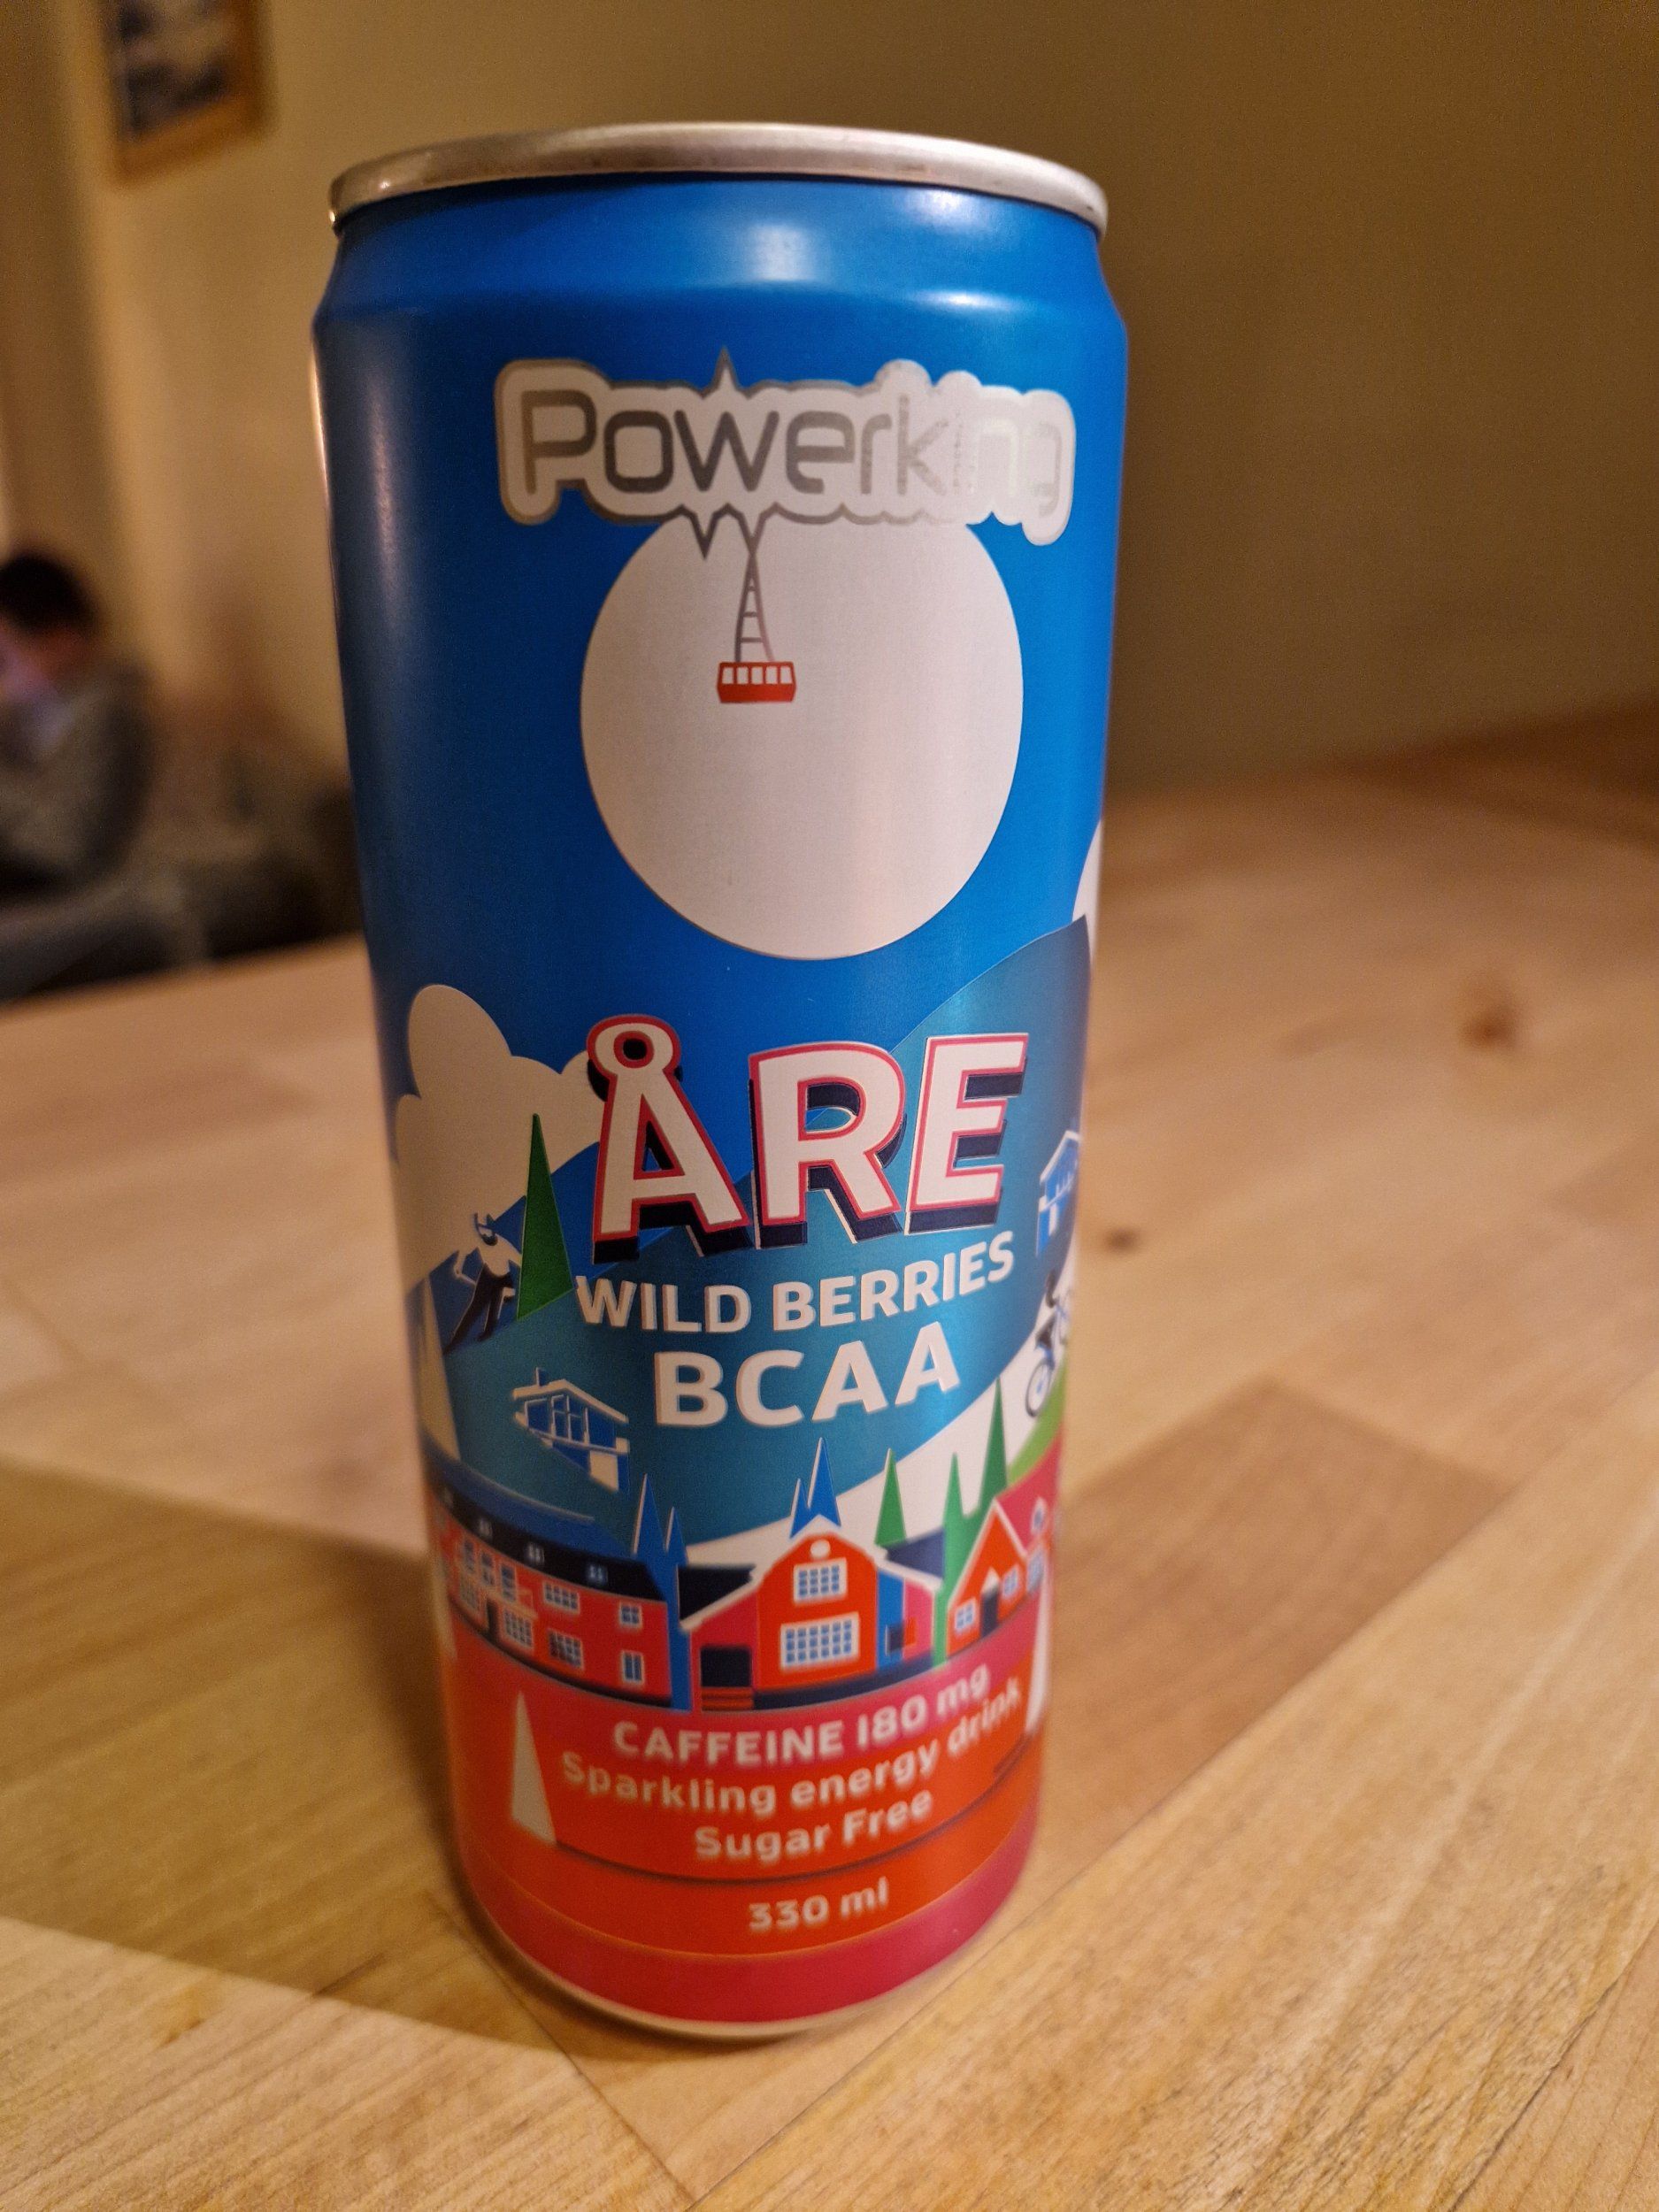 Powerking
ÅRE
WILD BERRIES
BCAA
CAFFEINE 180 mg
Sparkling energy drink
Sugar Free
330 ml